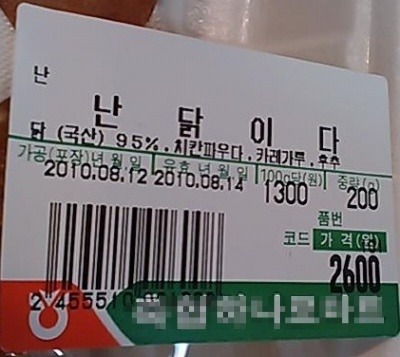 난
난 닭 이 다
닭 (국산) 95%.치킨파우다.카레가루.후추
가공(포장)년월일 유효년월일 100g당(원) 중량(g)
2010.08.12 2010.08.14 1300 200
품번
코드 가격(원)
2600